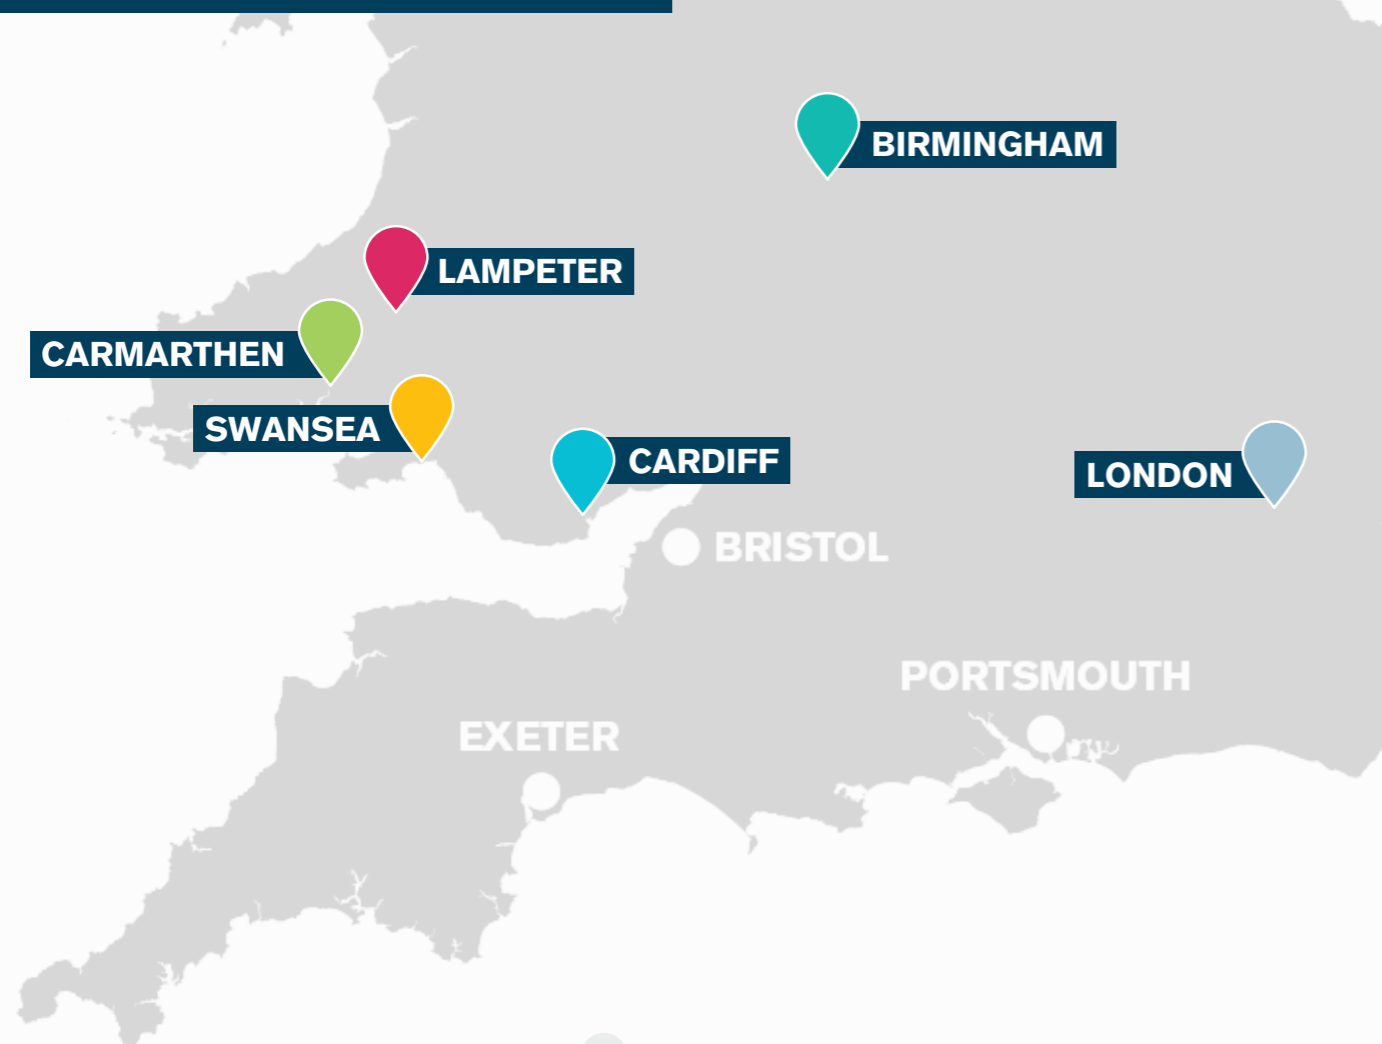 BIRMINGHAM
LAMPETER
CARMARTHEN
SWANSEA
CARDIFF
LONDON
BRISTOL
PORTSMOUTH
EXETER